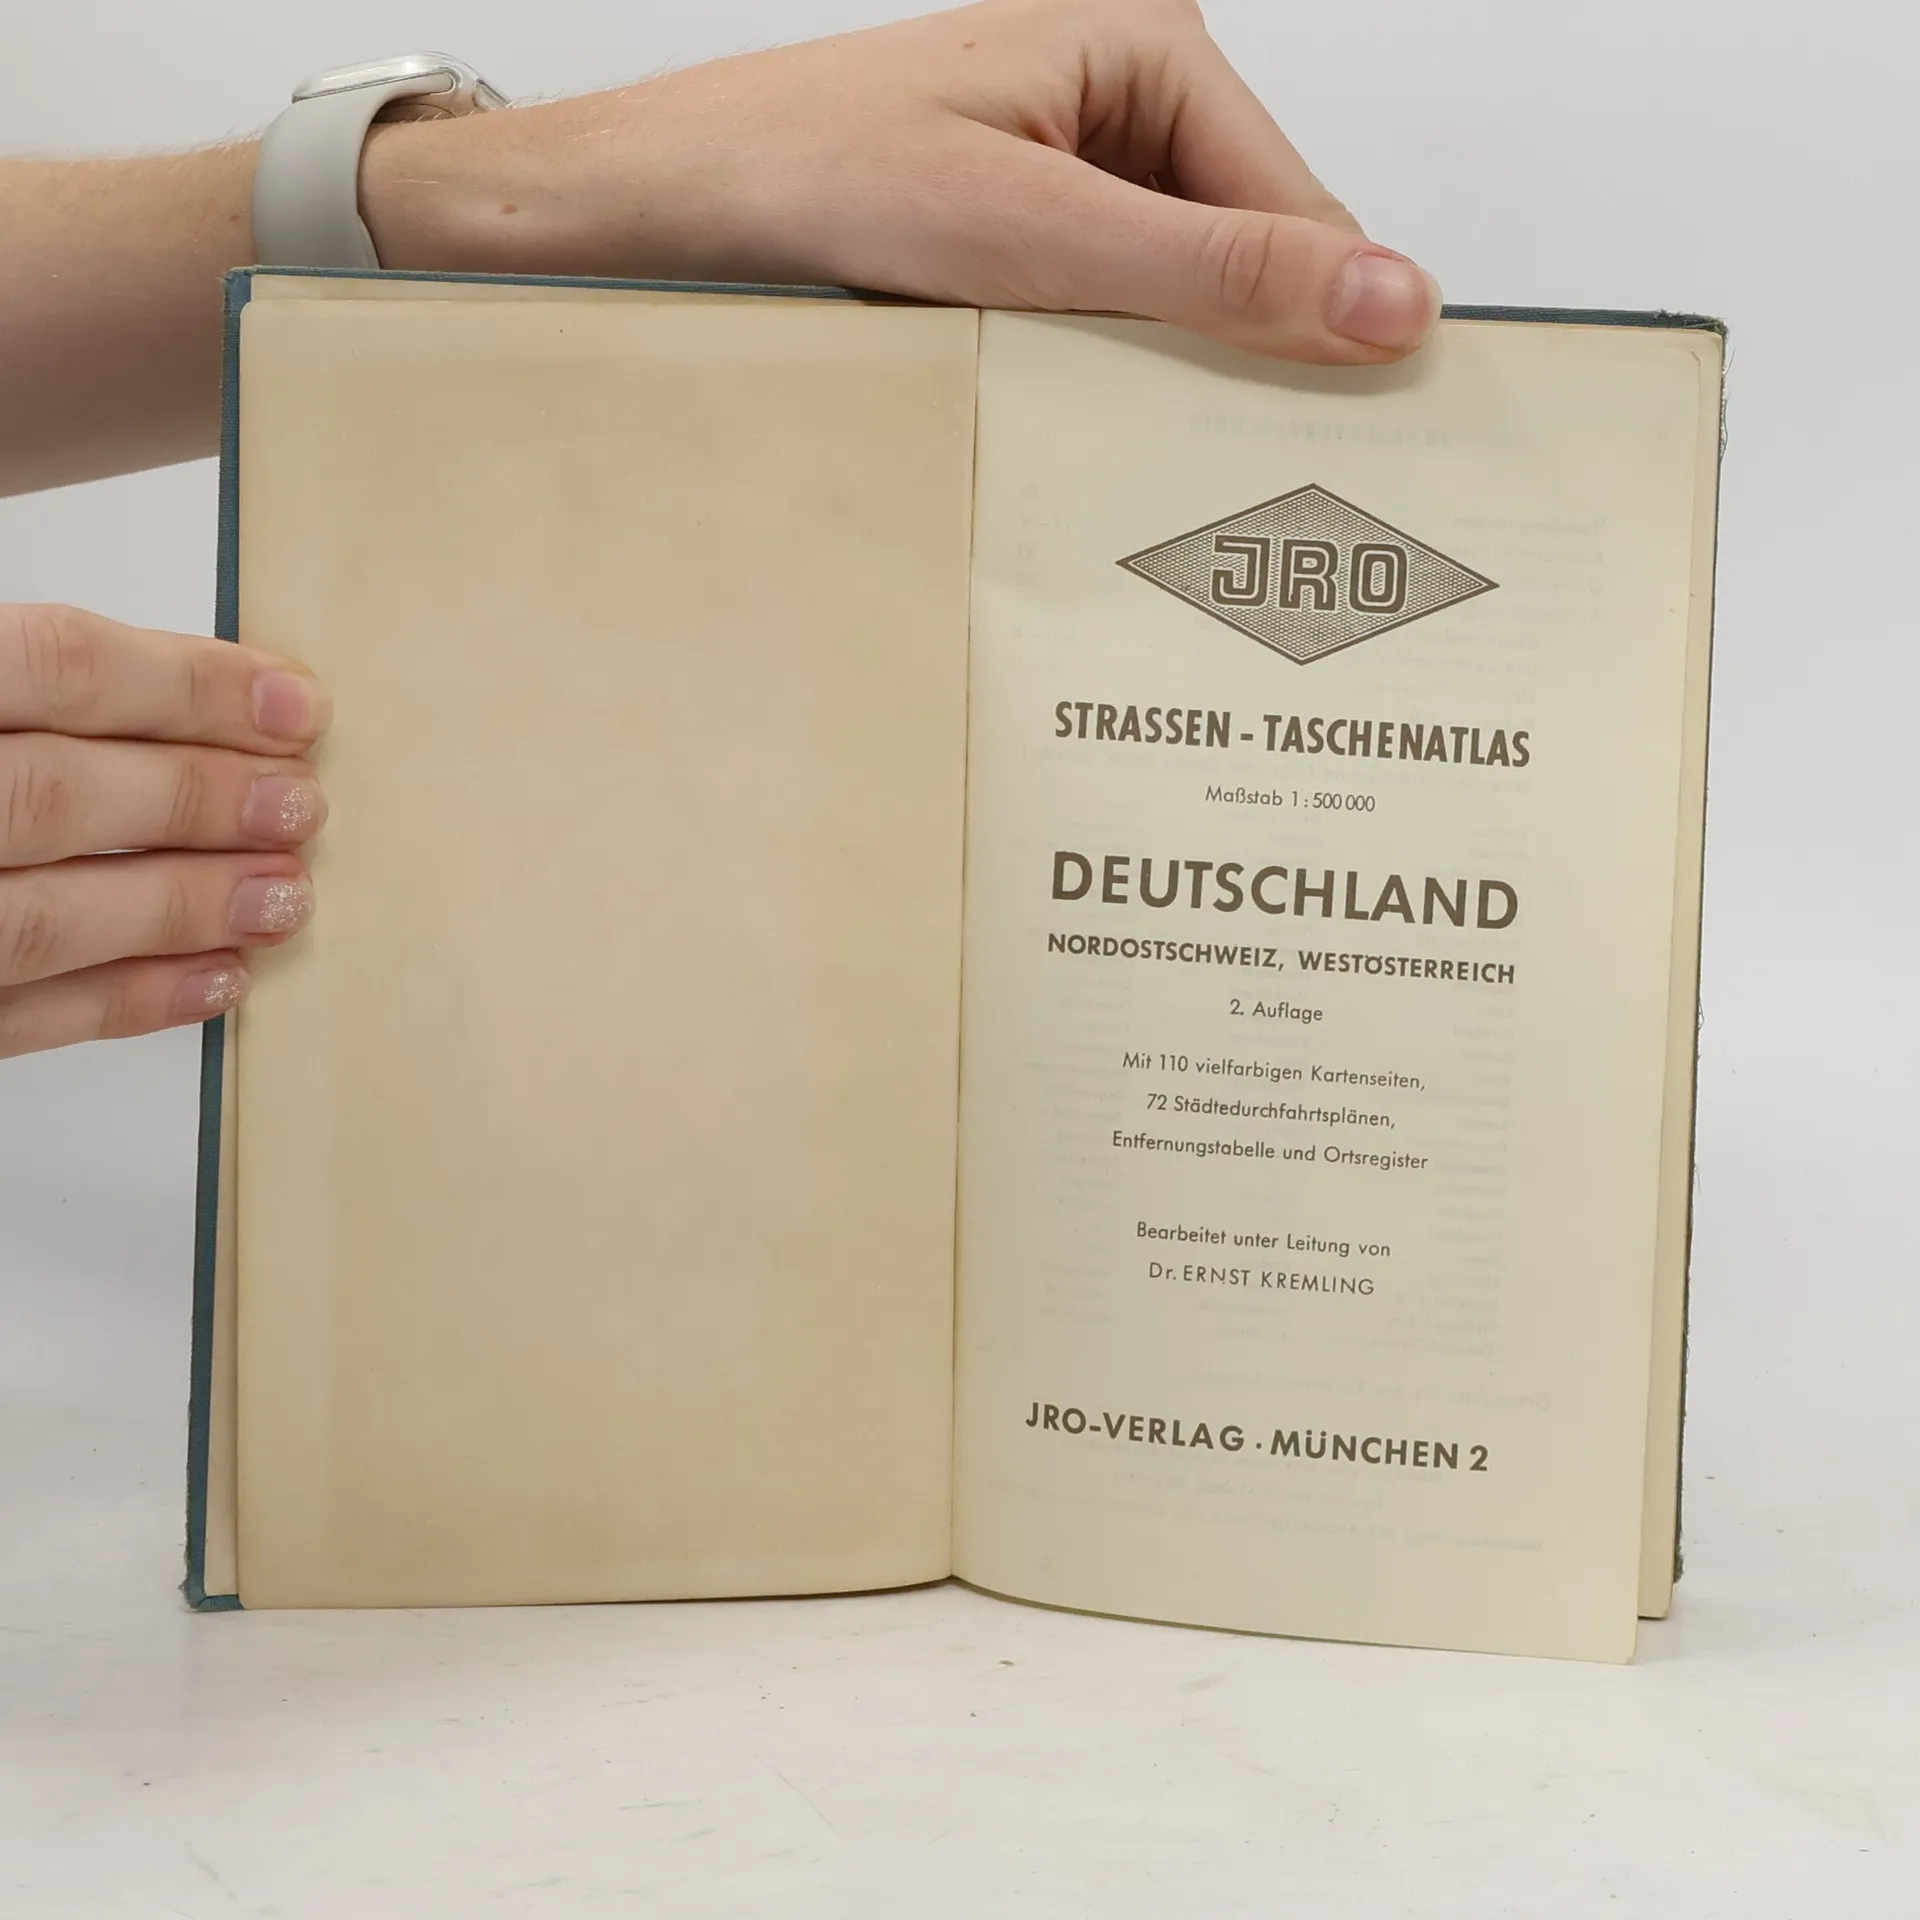 JRO
STRASSEN - TASCHENATLAS
Maßstab 1 : 500 000
DEUTSCHLAND
NORDOSTSCHWEIZ, WESTÖSTERREICH
2. Auflage
Mit 110 vielfarbigen Kartenseiten,
72 Städtedurchfahrtsplänen,
Entfernungstabelle und Ortsregister
Bearbeitet unter Leitung von
Dr. ERNST KREMLING
JRO-VERLAG · MÜNCHEN 2